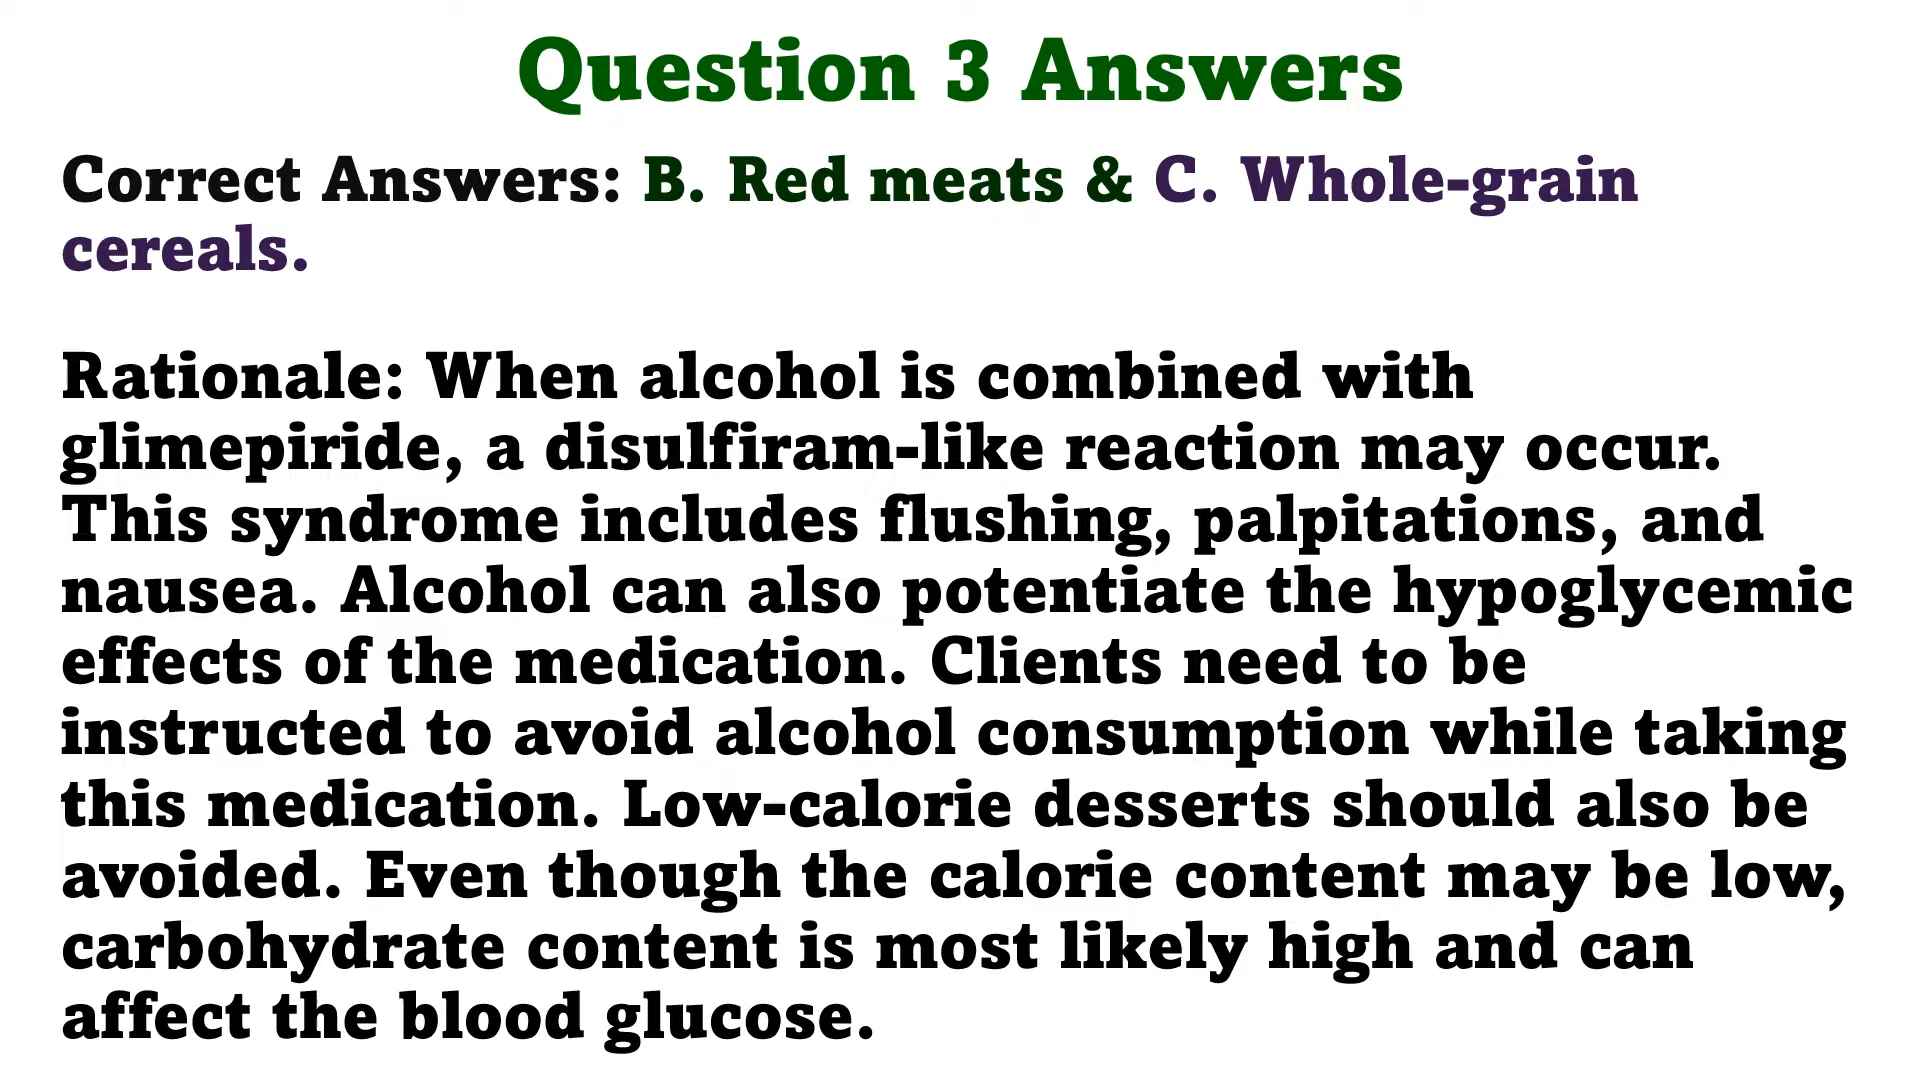 Question 3 Answers
Correct Answers: B. Red meats & C. Whole-grain
cereals.
Rationale: When alcohol is combined with
glimepiride, a disulfiram-like reaction may occur.
This syndrome includes flushing, palpitations, and
nausea. Alcohol can also potentiate the hypoglycemic
effects of the medication. Clients need to be
instructed to avoid alcohol consumption while taking
this medication. Low-calorie desserts should also be
avoided. Even though the calorie content may be low,
carbohydrate content is most likely high and can
affect the blood glucose.